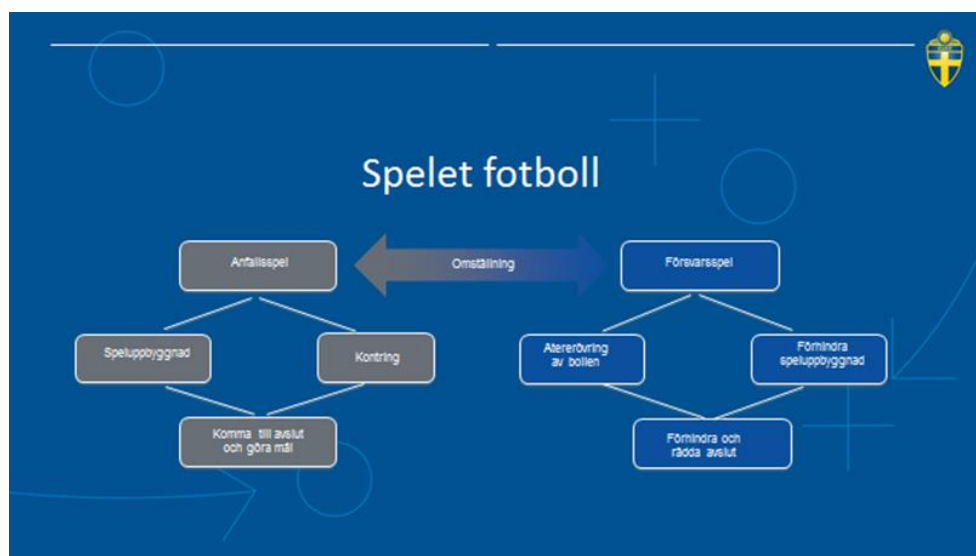 Spelet fotboll
Anfallsspel
Omställning
Försvarsspel
Speluppbyggnad
Kontring
Återerövring
av bollen
Förhindra
speluppbyggnad
Komma till avslut
och göra mål
Förhindra och
rädda avslut